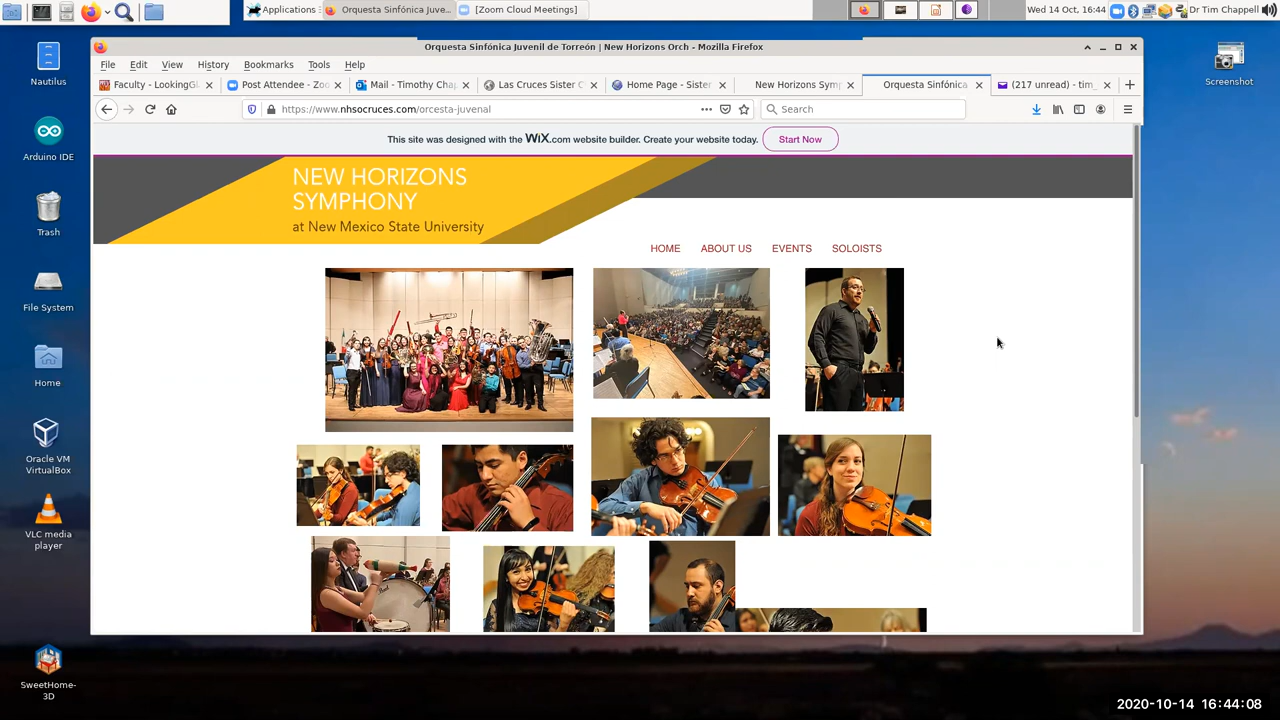 Applications
Orquesta Sinfónica Juve...
[Zoom Cloud Meetings]
Wed 14 Oct, 16:44
Dr Tim Chappell
Orquesta Sinfónica Juvenil de Torreón | New Horizons Orch - Mozilla Firefox
File Edit View History Bookmarks Tools Help
Faculty - LookingGl
Post Attendee - Zoo
Mail - Timothy Cha
Las Cruces Sister C
Home Page - Sister
New Horizons Symp
Orquesta Sinfónica
(217 unread) - tim_
https://www.nhsocruces.com/orcesta-juvenal
Search
This site was designed with the WiX.com website builder. Create your website today.
Start Now
NEW HORIZONS
SYMPHONY
at New Mexico State University
HOME ABOUT US EVENTS SOLOISTS
Nautilus
Arduino IDE
Trash
File System
Home
Oracle VM
VirtualBox
VLC media
player
SweetHome-
3D
Screenshot
2020-10-14 16:44:08